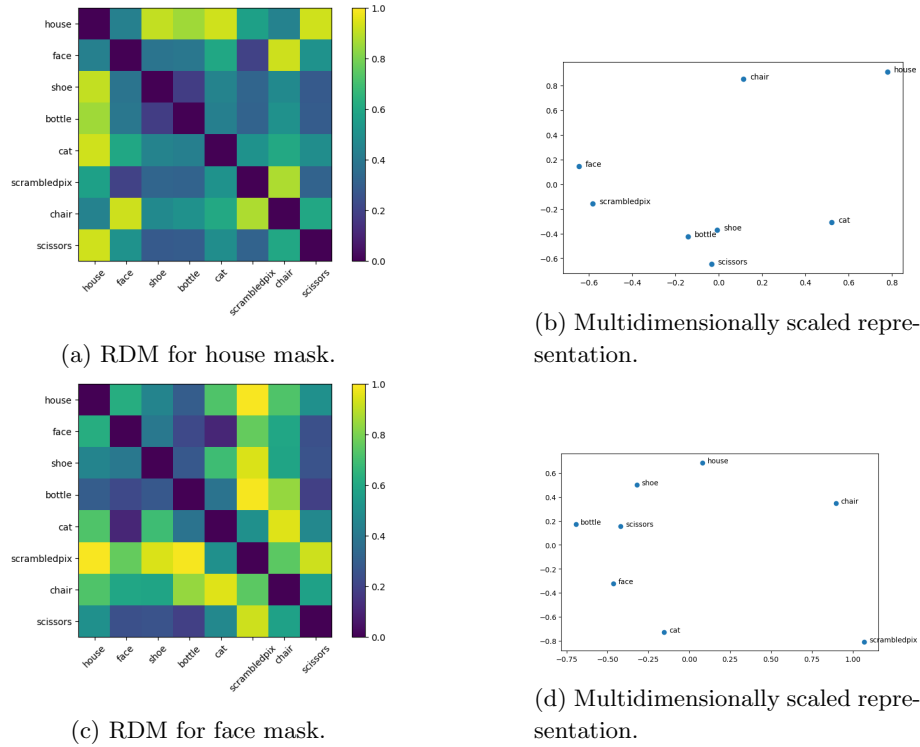 house
face
shoe
bottle
cat
scrambledpix
chair
scissors
house
face
shoe
bottle
cat
scrambledpix
chair
scissors
1.0
0.8
0.6
0.4
0.2
0.0
(a) RDM for house mask.
0.8
0.6
0.4
0.2
0.0
−0.2
−0.4
−0.6
−0.6
−0.4
−0.2
0.0
0.2
0.4
0.6
0.8
house
chair
face
scrambledpix
cat
shoe
bottle
scissors
(b) Multidimensionally scaled repre-
sentation.
house
face
shoe
bottle
cat
scrambledpix
chair
scissors
house
face
shoe
bottle
cat
scrambledpix
chair
scissors
1.0
0.8
0.6
0.4
0.2
0.0
(c) RDM for face mask.
0.6
0.4
0.2
0.0
−0.2
−0.4
−0.6
−0.8
−0.75
−0.50
−0.25
0.00
0.25
0.50
0.75
1.00
house
shoe
chair
bottle
scissors
face
cat
scrambledpix
(d) Multidimensionally scaled repre-
sentation.